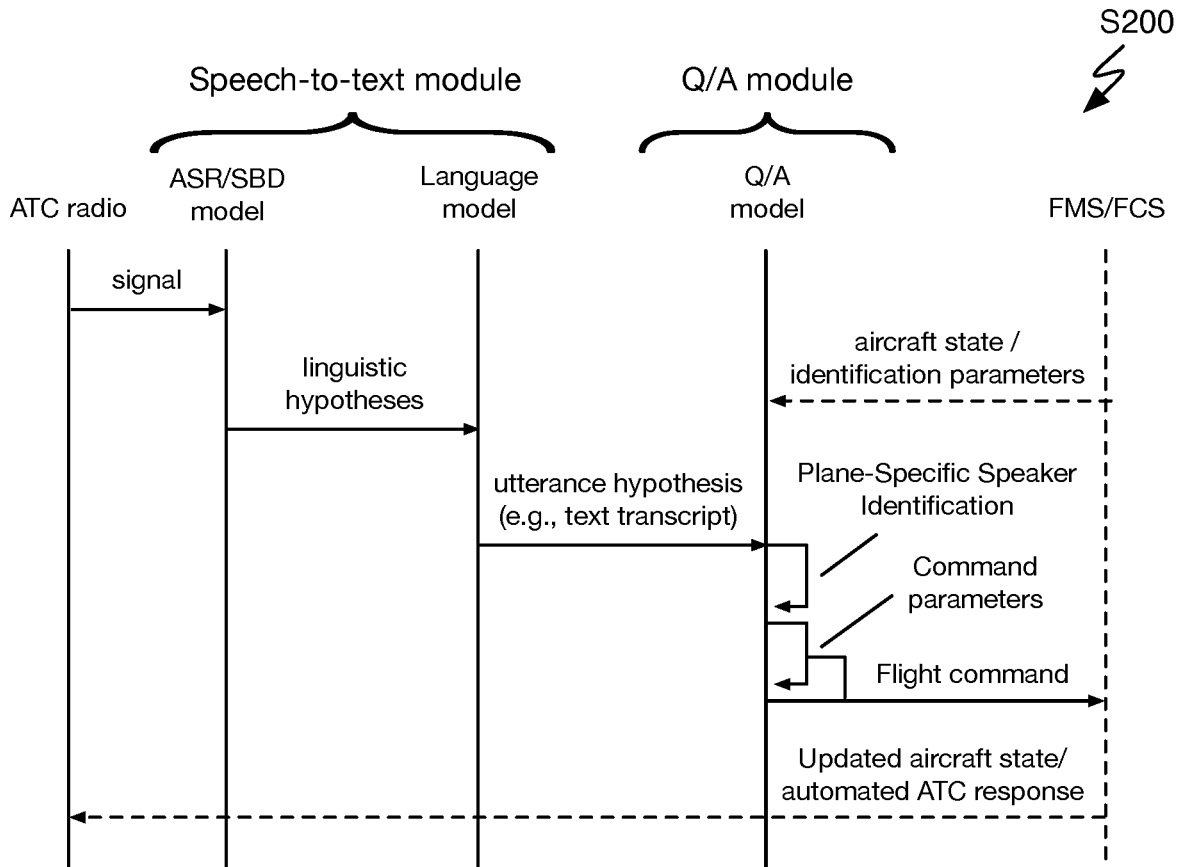 S200
Speech-to-text module
Q/A module
ATC radio
ASR/SBD
model
Language
model
Q/A
model
FMS/FCS
signal
aircraft state /
identification parameters
linguistic
hypotheses
utterance hypothesis
(e.g., text transcript)
Plane-Specific Speaker
Identification
Command
parameters
Flight command
Updated aircraft state/
automated ATC response